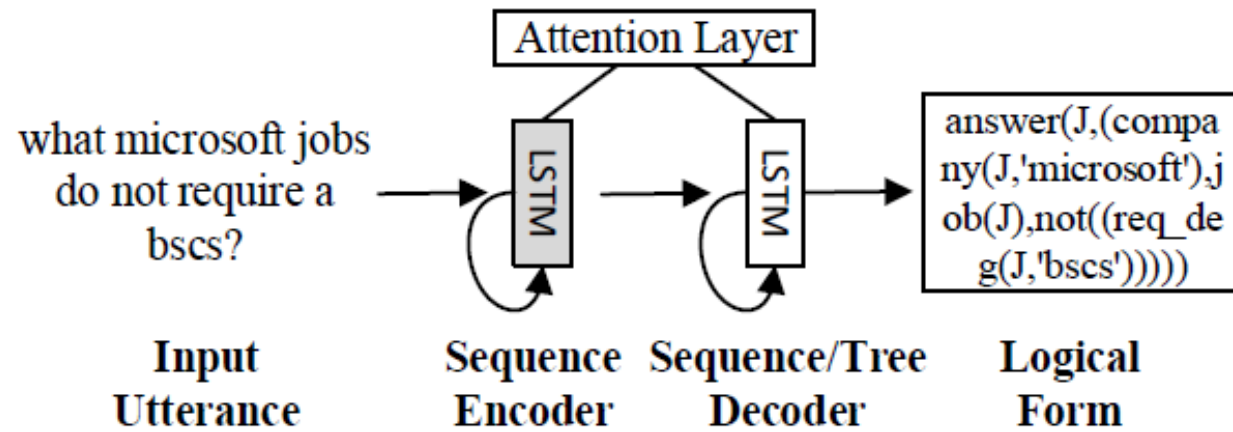 Attention Layer
what microsoft jobs
do not require a
bscs?
LSTM
LSTM
answer(J,(compa
ny(J,'microsoft'),j
ob(J),not((req_de
g(J,'bscs')))))
Input
Utterance
Sequence
Encoder
Sequence/Tree
Decoder
Logical
Form